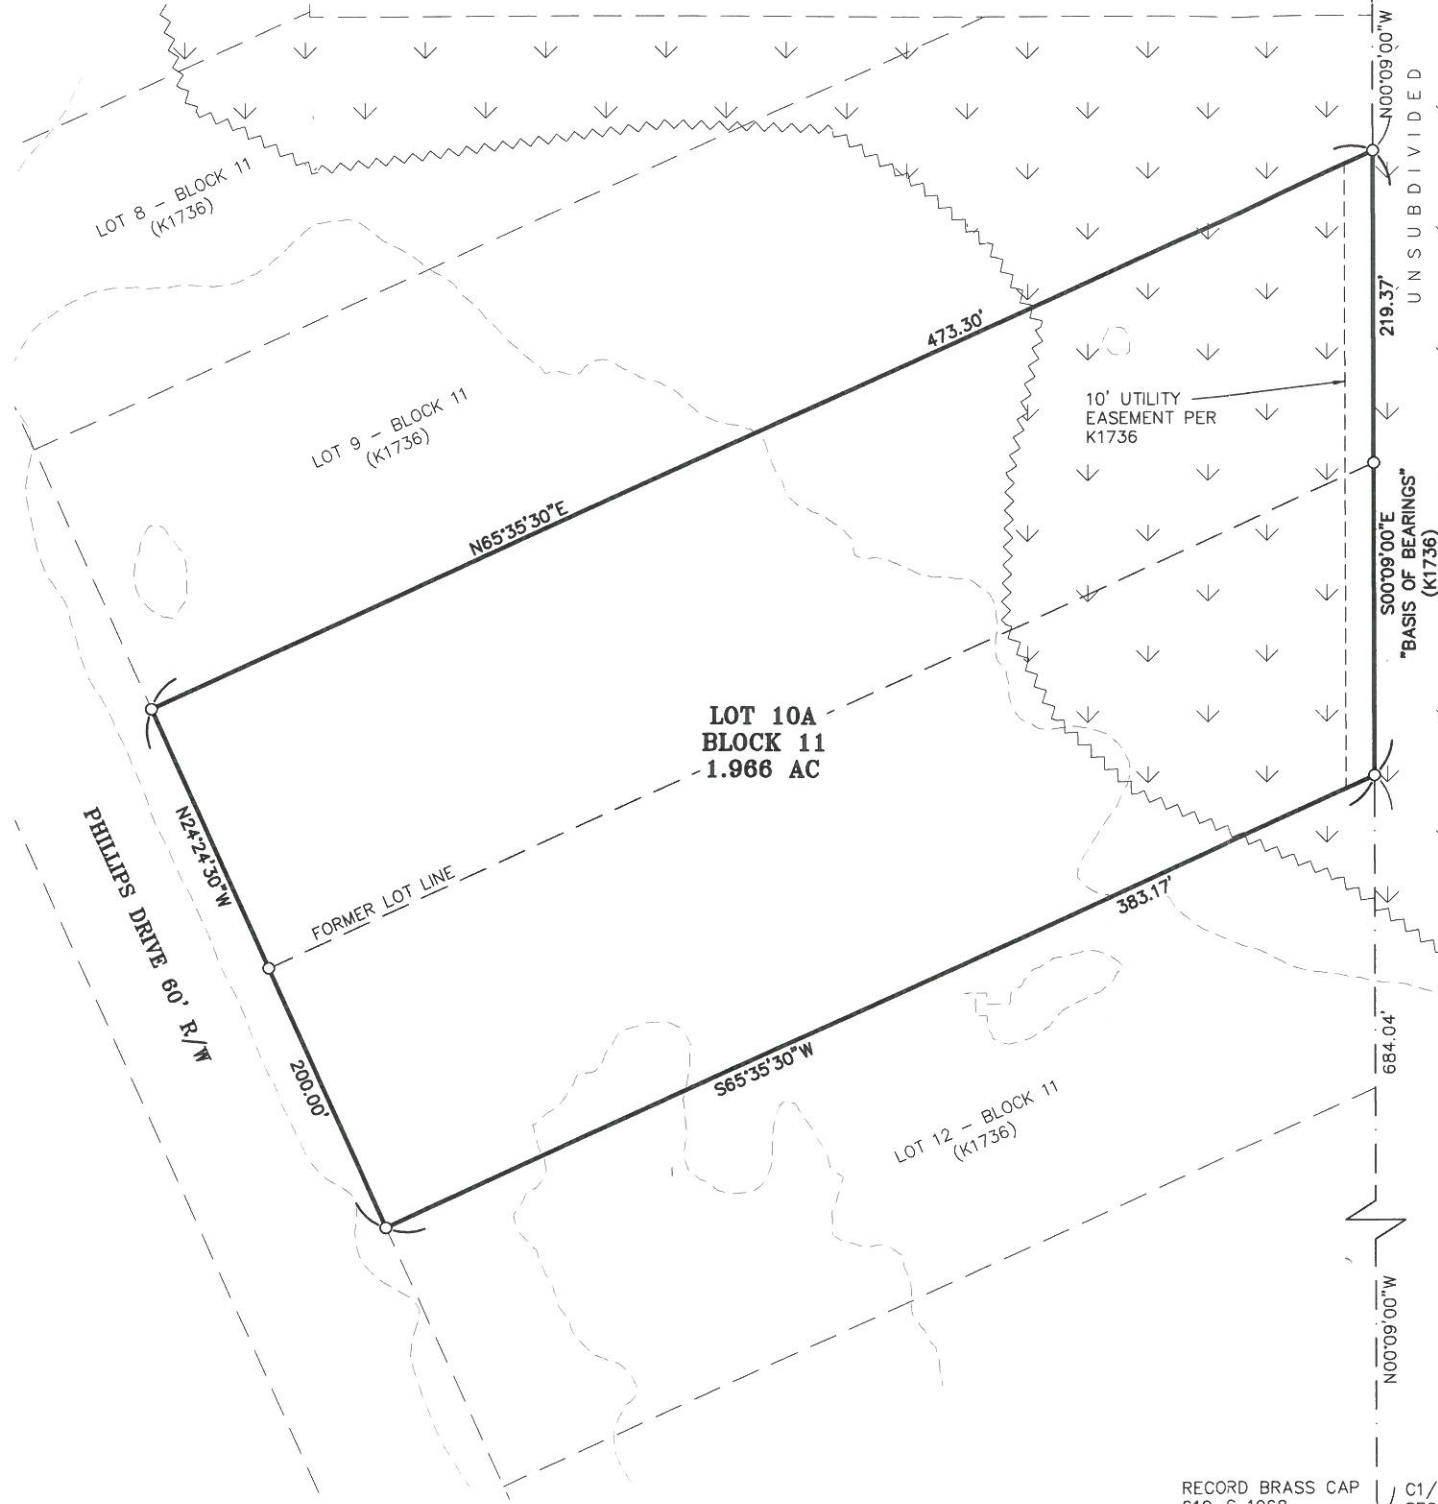 N00°09'00"W
UNSUBDIVIDED
LOT 8 - BLOCK 11
(K1736)
219.37'
473.30'
10' UTILITY
EASEMENT PER
K1736
LOT 9 - BLOCK 11
(K1736)
N65°35'30"E
S00°09'00"E
"BASIS OF BEARINGS"
(K1736)
LOT 10A
BLOCK 11
1.966 AC
N24°24'30"W
PHILLIPS DRIVE 60' R/W
FORMER LOT LINE
383.17'
200.00'
S65°35'30"W
684.04'
LOT 12 - BLOCK 11
(K1736)
N00°09'00"W
RECORD BRASS CAP
C1/